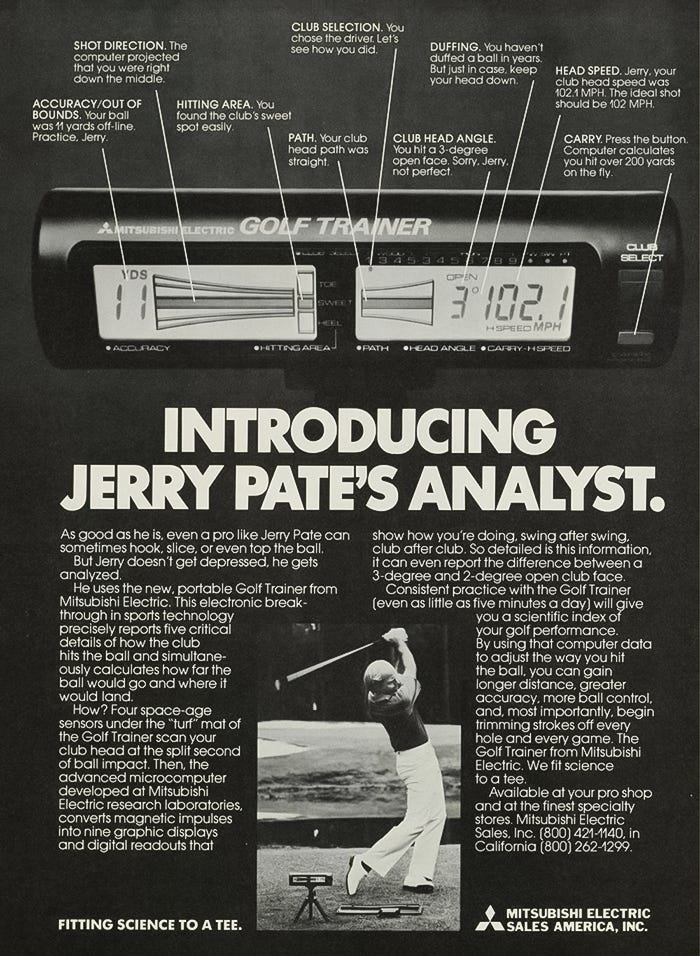 CLUB SELECTION. You
chose the driver. Let's
see how you did.
SHOT DIRECTION. The
computer projected
that you were right
down the middle.
DUFFING. You haven't
duffed a ball in years.
But just in case, keep
your head down.
HEAD SPEED. Jerry, your
club head speed was
102.1 MPH. The ideal shot
should be 102 MPH.
ACCURACY/OUT OF
BOUNDS. Your ball
was 11 yards off-line.
Practice, Jerry.
HITTING AREA. You
found the club's sweet
spot easily.
PATH. Your club
head path was
straight.
CLUB HEAD ANGLE.
You hit a 3-degree
open face. Sorry, Jerry,
not perfect.
CARRY. Press the button.
Computer calculates
you hit over 200 yards
on the fly.
MITSUBISHI ELECTRIC GOLF TRAINER
CLUB
SELECT
1 3 4 5 3 4 5 6 7 8 9
YDS
11
TOE
SWEET
HEEL
OPEN
3° 102.1
H SPEED MPH
•ACCURACY •HITTING AREA •PATH •HEAD ANGLE •CARRY-H SPEED
INTRODUCING
JERRY PATE'S ANALYST.
As good as he is, even a pro like Jerry Pate can
sometimes hook, slice, or even top the ball.
But Jerry doesn't get depressed, he gets
analyzed.
He uses the new, portable Golf Trainer from
Mitsubishi Electric. This electronic break-
through in sports technology
precisely reports five critical
details of how the club
hits the ball and simultane-
ously calculates how far the
ball would go and where it
would land.
How? Four space-age
sensors under the "turf" mat of
the Golf Trainer scan your
club head at the split second
of ball impact. Then, the
advanced microcomputer
developed at Mitsubishi
Electric research laboratories,
converts magnetic impulses
into nine graphic displays
and digital readouts that
show how you're doing, swing after swing,
club after club. So detailed is this information,
it can even report the difference between a
3-degree and 2-degree open club face.
Consistent practice with the Golf Trainer
(even as little as five minutes a day) will give
you a scientific index of
your golf performance.
By using that computer data
to adjust the way you hit
the ball, you can gain
longer distance, greater
accuracy, more ball control,
and, most importantly, begin
trimming strokes off every
hole and every game. The
Golf Trainer from Mitsubishi
Electric. We fit science
to a tee.
Available at your pro shop
and at the finest specialty
stores. Mitsubishi Electric
Sales, Inc. (800) 421-1140, in
California (800) 262-1299.
FITTING SCIENCE TO A TEE.
MITSUBISHI ELECTRIC
SALES AMERICA, INC.